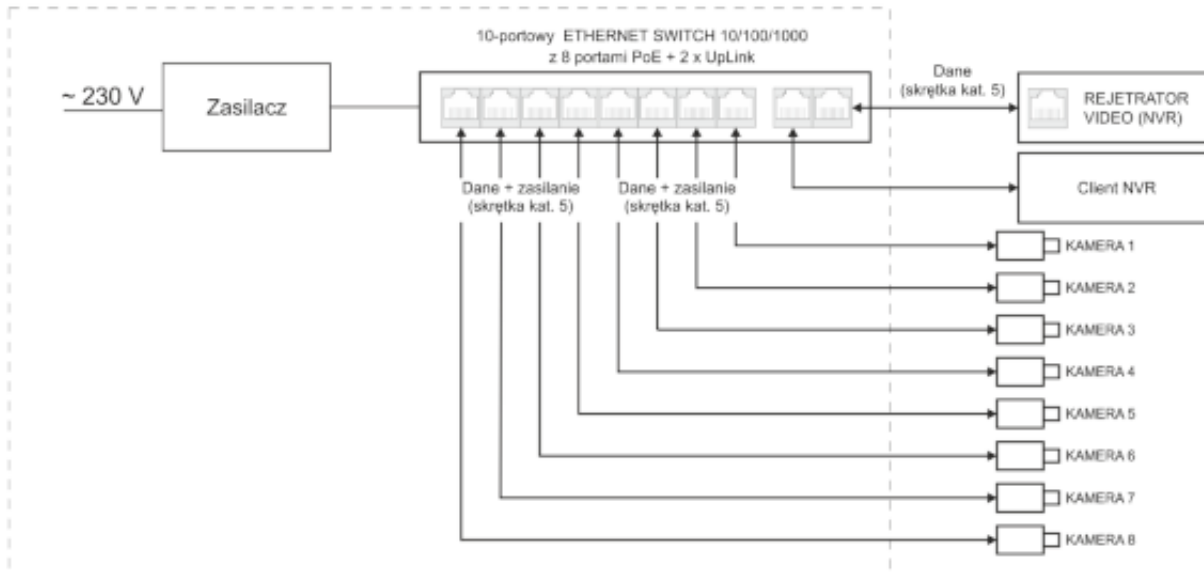 10-portowy ETHERNET SWITCH 10/100/1000
z 8 portami PoE + 2 x UpLink
~ 230 V
Zasilacz
Dane
(skrętka kat. 5)
REJETRATOR
VIDEO (NVR)
Dane + zasilanie
(skrętka kat. 5)
Dane + zasilanie
(skrętka kat. 5)
Client NVR
KAMERA 1
KAMERA 2
KAMERA 3
KAMERA 4
KAMERA 5
KAMERA 6
KAMERA 7
KAMERA 8